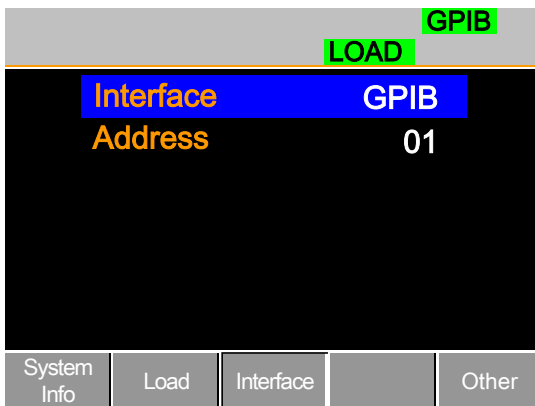 GPIB
LOAD
Interface GPIB
Address 01
System Info
Load
Interface
Other